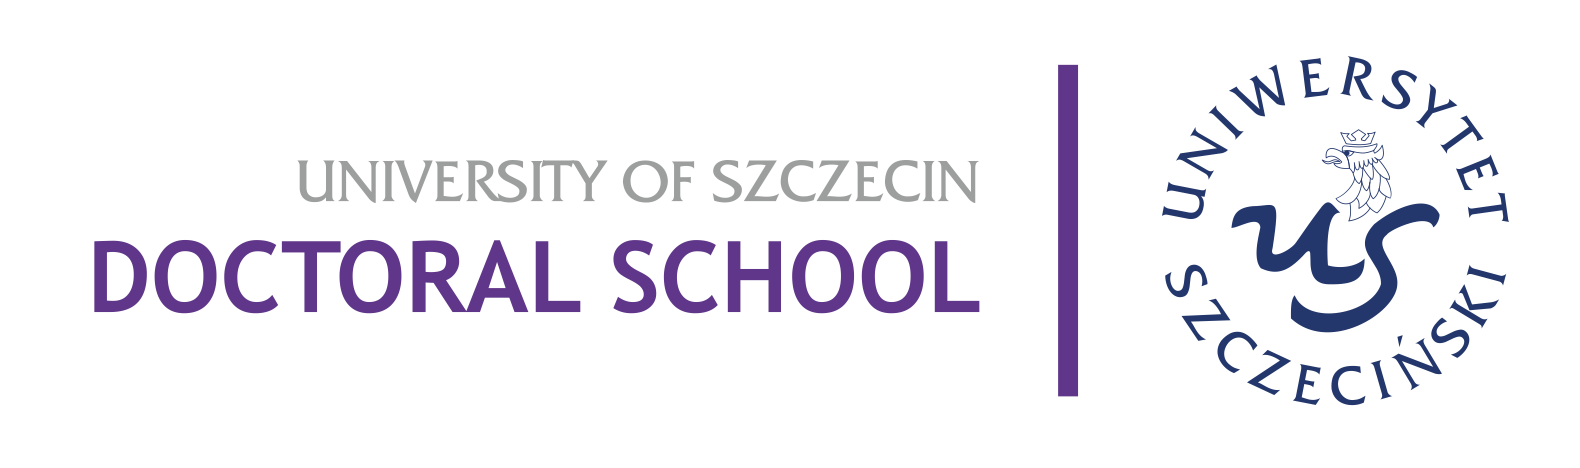 UNIVERSITY OF SZCZECIN
DOCTORAL SCHOOL
UNIWERSYTET
SZCZECIŃSKI
US